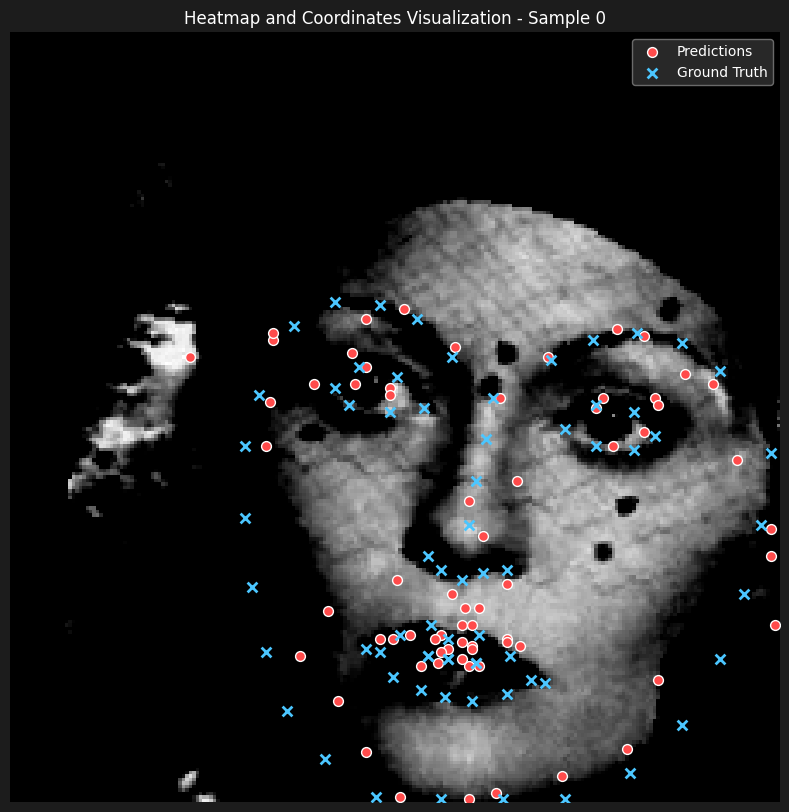 Heatmap and Coordinates Visualization - Sample 0
Predictions
Ground Truth